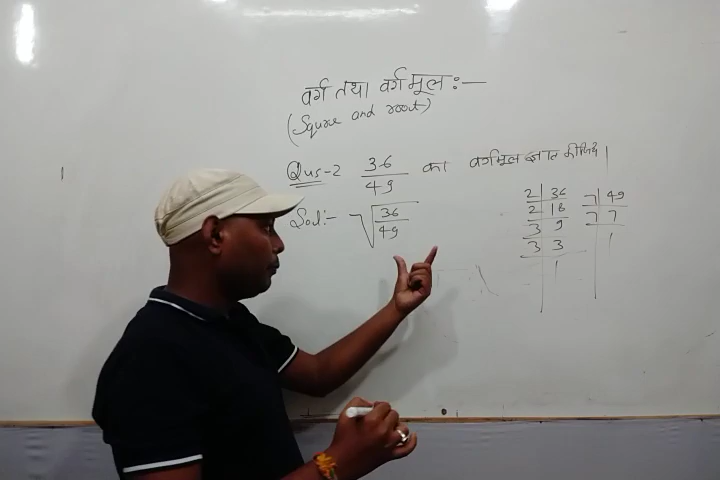 वर्ग तथा वर्गमूल:—
(Squre and root)
Qus-2 36/49 का वर्गमूल ज्ञात कीजिये |
Sol:- √36/49
2 | 36
2 | 18
3 | 9
3 | 3
1
7 | 49
7 | 7
1